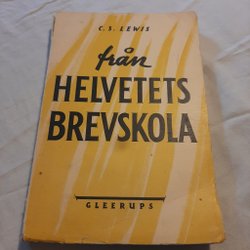 C. S. LEWIS
från
HELVETETS
BREVSKOLA
GLEERUPS